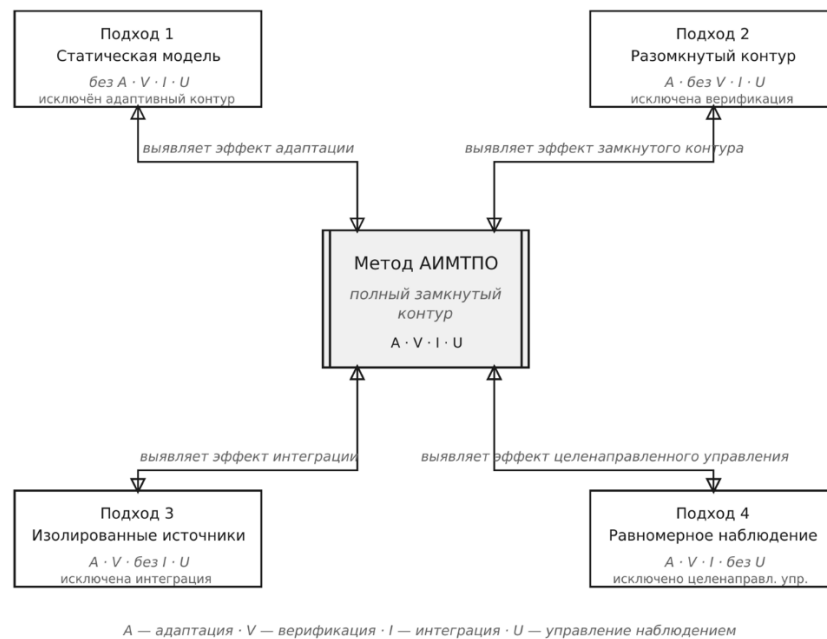 Подход 1
Статическая модель
без A · V · I · U
исключён адаптивный контур
Подход 2
Разомкнутый контур
A · без V · I · U
исключена верификация
выявляет эффект адаптации
выявляет эффект замкнутого контура
Метод АИМТПО
полный замкнутый
контур
A · V · I · U
выявляет эффект интеграции
выявляет эффект целенаправленного управления
Подход 3
Изолированные источники
A · V · без I · U
исключена интеграция
Подход 4
Равномерное наблюдение
A · V · I · без U
исключено целенаправл. упр.
A — адаптация · V — верификация · I — интеграция · U — управление наблюдением